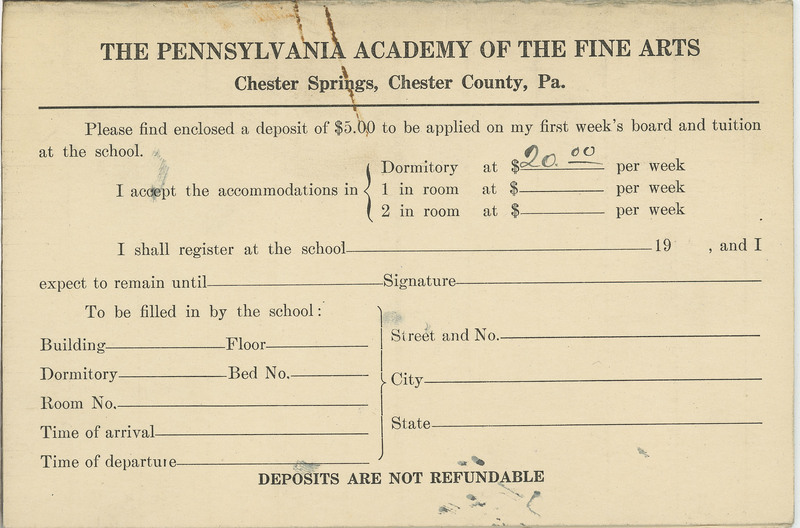 THE PENNSYLVANIA ACADEMY OF THE FINE ARTS
Chester Springs, Chester County, Pa.
Please find enclosed a deposit of $5.00 to be applied on my first week's board and tuition
at the school.
I accept the accommodations in
Dormitory at $20.00 per week
1 in room at $ per week
2 in room at $ per week
I shall register at the school 19 , and I
expect to remain until Signature
To be filled in by the school:
Building Floor
Dormitory Bed No.
Room No.
Time of arrival
Time of departure
Street and No.
City
State
DEPOSITS ARE NOT REFUNDABLE